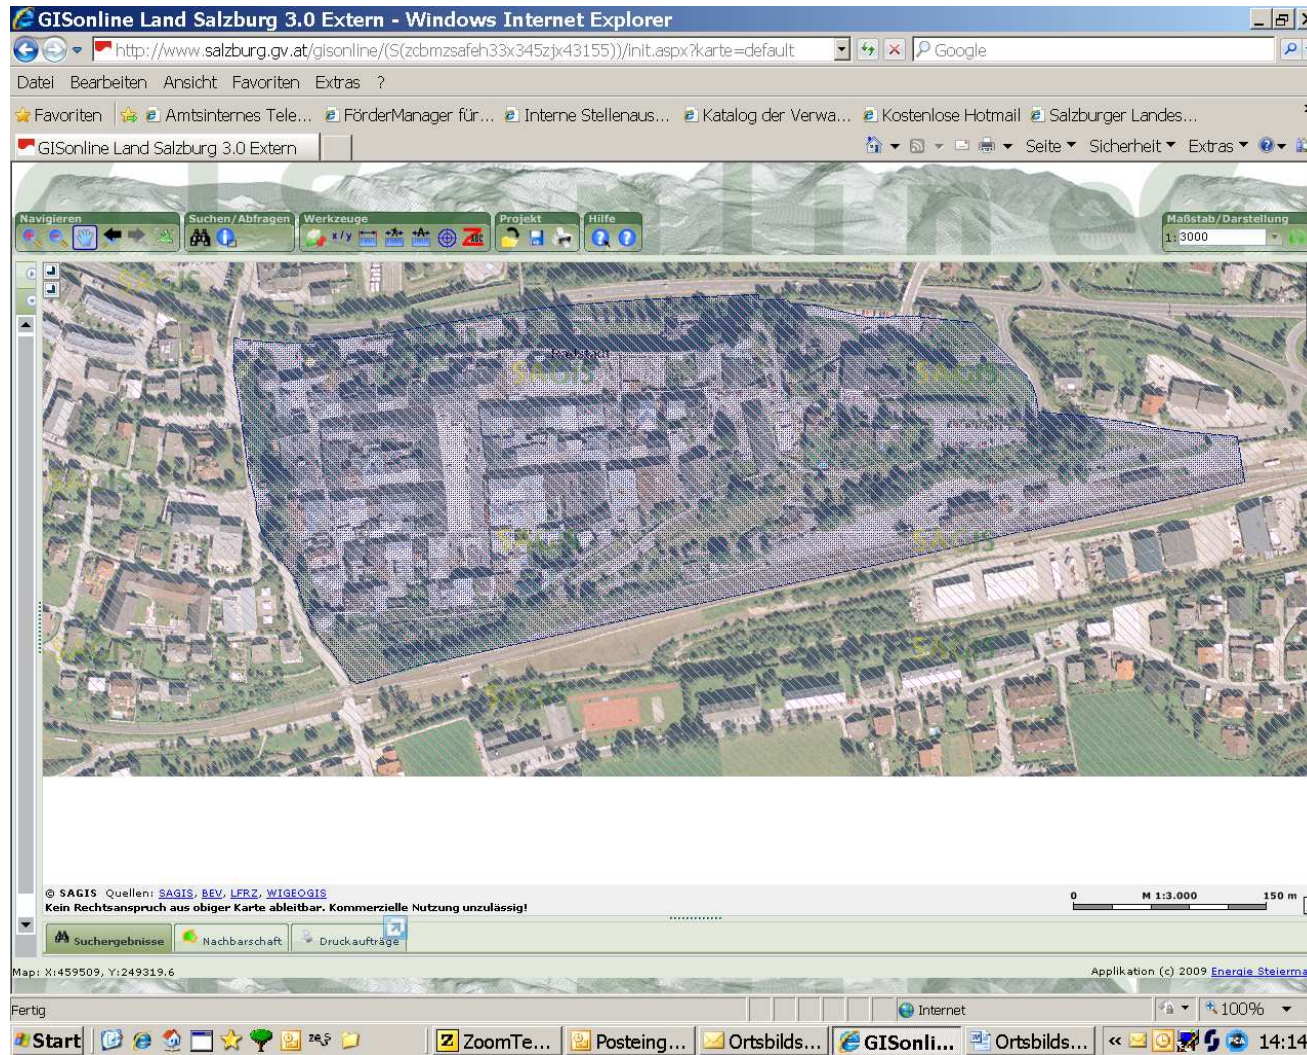 GISonline Land Salzburg 3.0 Extern - Windows Internet Explorer
http://www.salzburg.gv.at/gisonline/(S(zcbmzsafeh33x345zjx43155))/init.aspx?karte=default
Google
Datei Bearbeiten Ansicht Favoriten Extras ?
Favoriten Amtsinternes Tele... FörderManager für... Interne Stellenaus... Katalog der Verwa... Kostenlose Hotmail Salzburger Landes...
GISonline Land Salzburg 3.0 Extern
Seite Sicherheit Extras
Navigieren Suchen/Abfragen Werkzeuge Projekt Hilfe Maßstab/Darstellung
x/y ABC 1: 3000
SAGIS
Radstadt
SAGIS SAGIS
SAGIS
SAGIS SAGIS
SAGIS SAGIS
SAGIS
© SAGIS Quellen: SAGIS, BEV, LFRZ, WIGEOGIS
Kein Rechtsanspruch aus obiger Karte ableitbar. Kommerzielle Nutzung unzulässig!
0 M 1:3.000 150 m
Suchergebnisse Nachbarschaft Druckaufträge
Map: X:459509, Y:249319.6
Applikation (c) 2009 Energie Steierma
Fertig
Internet
100%
Start ZoomTe... Posteing... Ortsbilds... GISonli... Ortsbilds... 14:14